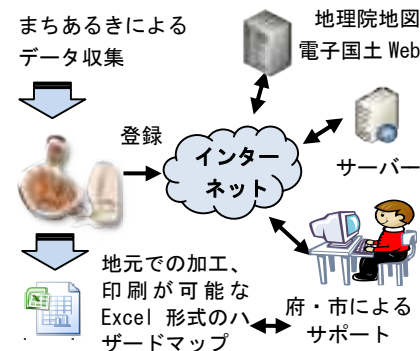 まちあるきによる
データ収集
地理院地図
電子国土 Web
登録
インター
ネット
サーバー
地元での加工、
印刷が可能な
Excel 形式のハ
ザードマップ
府・市による
サポート